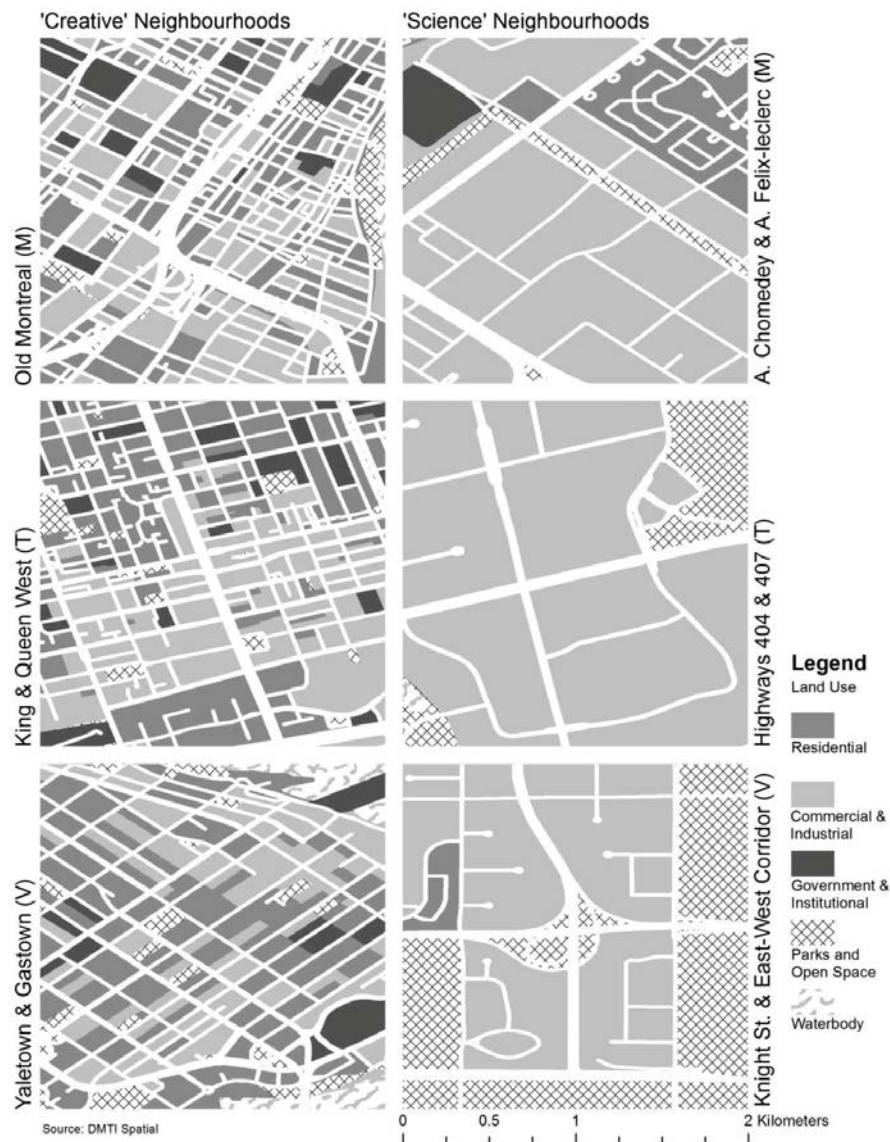 'Creative' Neighbourhoods
'Science' Neighbourhoods
Old Montreal (M)
A. Chomedey & A. Felix-leclerc (M)
King & Queen West (T)
Highways 404 & 407 (T)
Yaletown & Gastown (V)
Knight St. & East-West Corridor (V)
Legend
Land Use
Residential
Commercial &
Industrial
Government &
Institutional
Parks and
Open Space
Waterbody
Source: DMTI Spatial
0 0.5 1 2 Kilometers